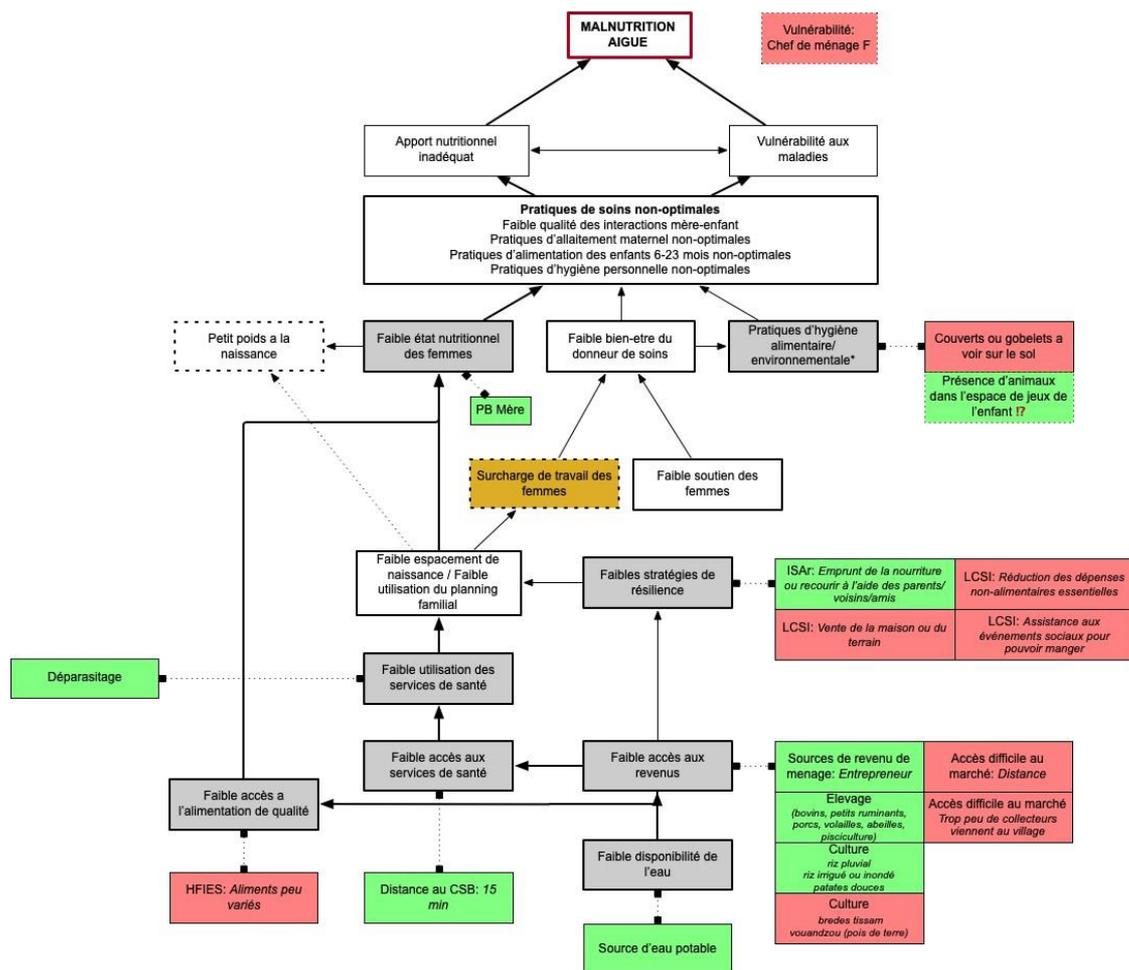 MALNUTRITION
AIGUE
Vulnérabilité:
Chef de ménage F
Apport nutritionnel
inadéquat
Vulnérabilité aux
maladies
Pratiques de soins non-optimales
Faible qualité des interactions mère-enfant
Pratiques d'allaitement maternel non-optimales
Pratiques d'alimentation des enfants 6-23 mois non-optimales
Pratiques d'hygiène personnelle non-optimales
Petit poids a la
naissance
Faible état nutritionnel
des femmes
Faible bien-etre du
donneur de soins
Pratiques d'hygiène
alimentaire/
environnementale*
Couverts ou gobelets a
voir sur le sol
Présence d'animaux
dans l'espace de jeux de
l'enfant !?
PB Mère
Surcharge de travail des
femmes
Faible soutien des
femmes
Faible espacement de
naissance / Faible
utilisation du planning
familial
Faibles stratégies de
résilience
ISAr: Emprunt de la nourriture
ou recourir à l'aide des parents/
voisins/amis
LCSI: Réduction des dépenses
non-alimentaires essentielles
LCSI: Vente de la maison ou du
terrain
LCSI: Assistance aux
événements sociaux pour
pouvoir manger
Déparasitage
Faible utilisation des
services de santé
Faible accès aux
services de santé
Faible accès aux
revenus
Sources de revenu de
menage: Entrepreneur
Accès difficile au
marché: Distance
Faible accès a
l'alimentation de qualité
Elevage
(bovins, petits ruminants,
porcs, volailles, abeilles,
pisciculture)
Accès difficile au marché
Trop peu de collecteurs
viennent au village
Faible disponibilité de
l'eau
Culture
riz pluvial
riz irrigué ou inondé
patates douces
HFIES: Aliments peu
variés
Distance au CSB: 15
min
Culture
bredes tissam
vouandzou (pois de terre)
Source d'eau potable